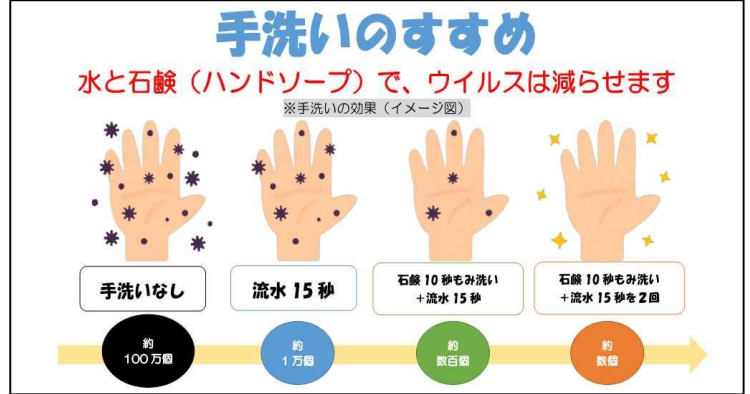 手洗いのすすめ
水と石鹸（ハンドソープ）で、ウイルスは減らせます
※手洗いの効果（イメージ図）
手洗いなし
流水 15 秒
石鹸 10 秒もみ洗い
＋流水 15 秒
石鹸 10 秒もみ洗い
＋流水 15 秒を2回
約
100 万個
約
1 万個
約
数百個
約
数個